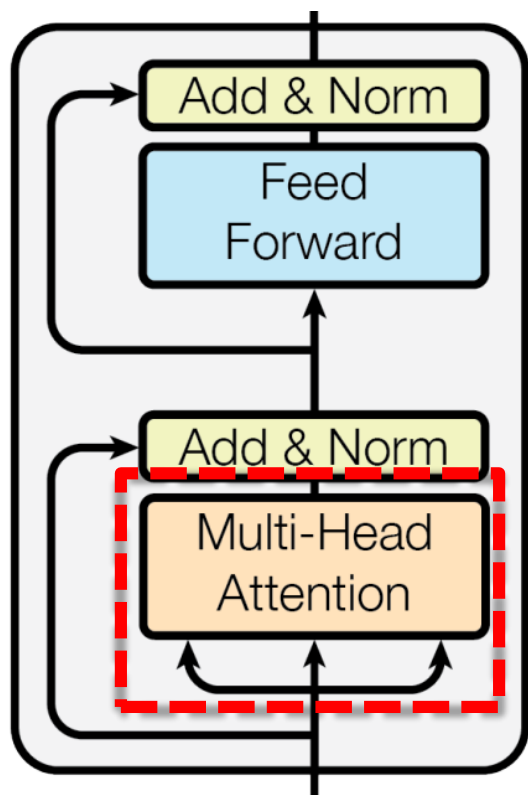 Add & Norm
Feed
Forward
Add & Norm
Multi-Head
Attention